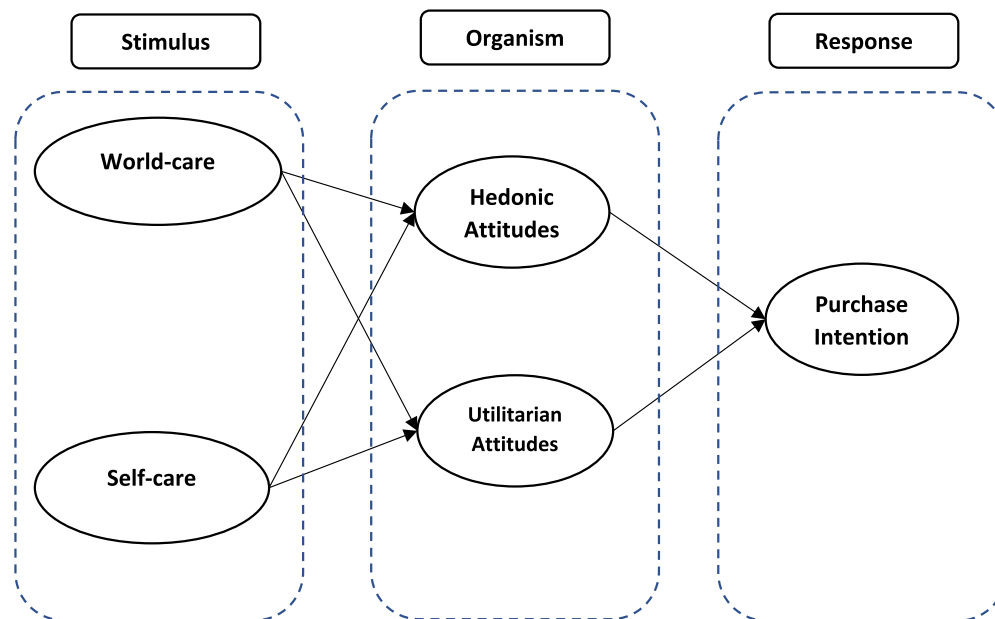 Stimulus
Organism
Response
World-care
Hedonic
Attitudes
Purchase
Intention
Utilitarian
Attitudes
Self-care